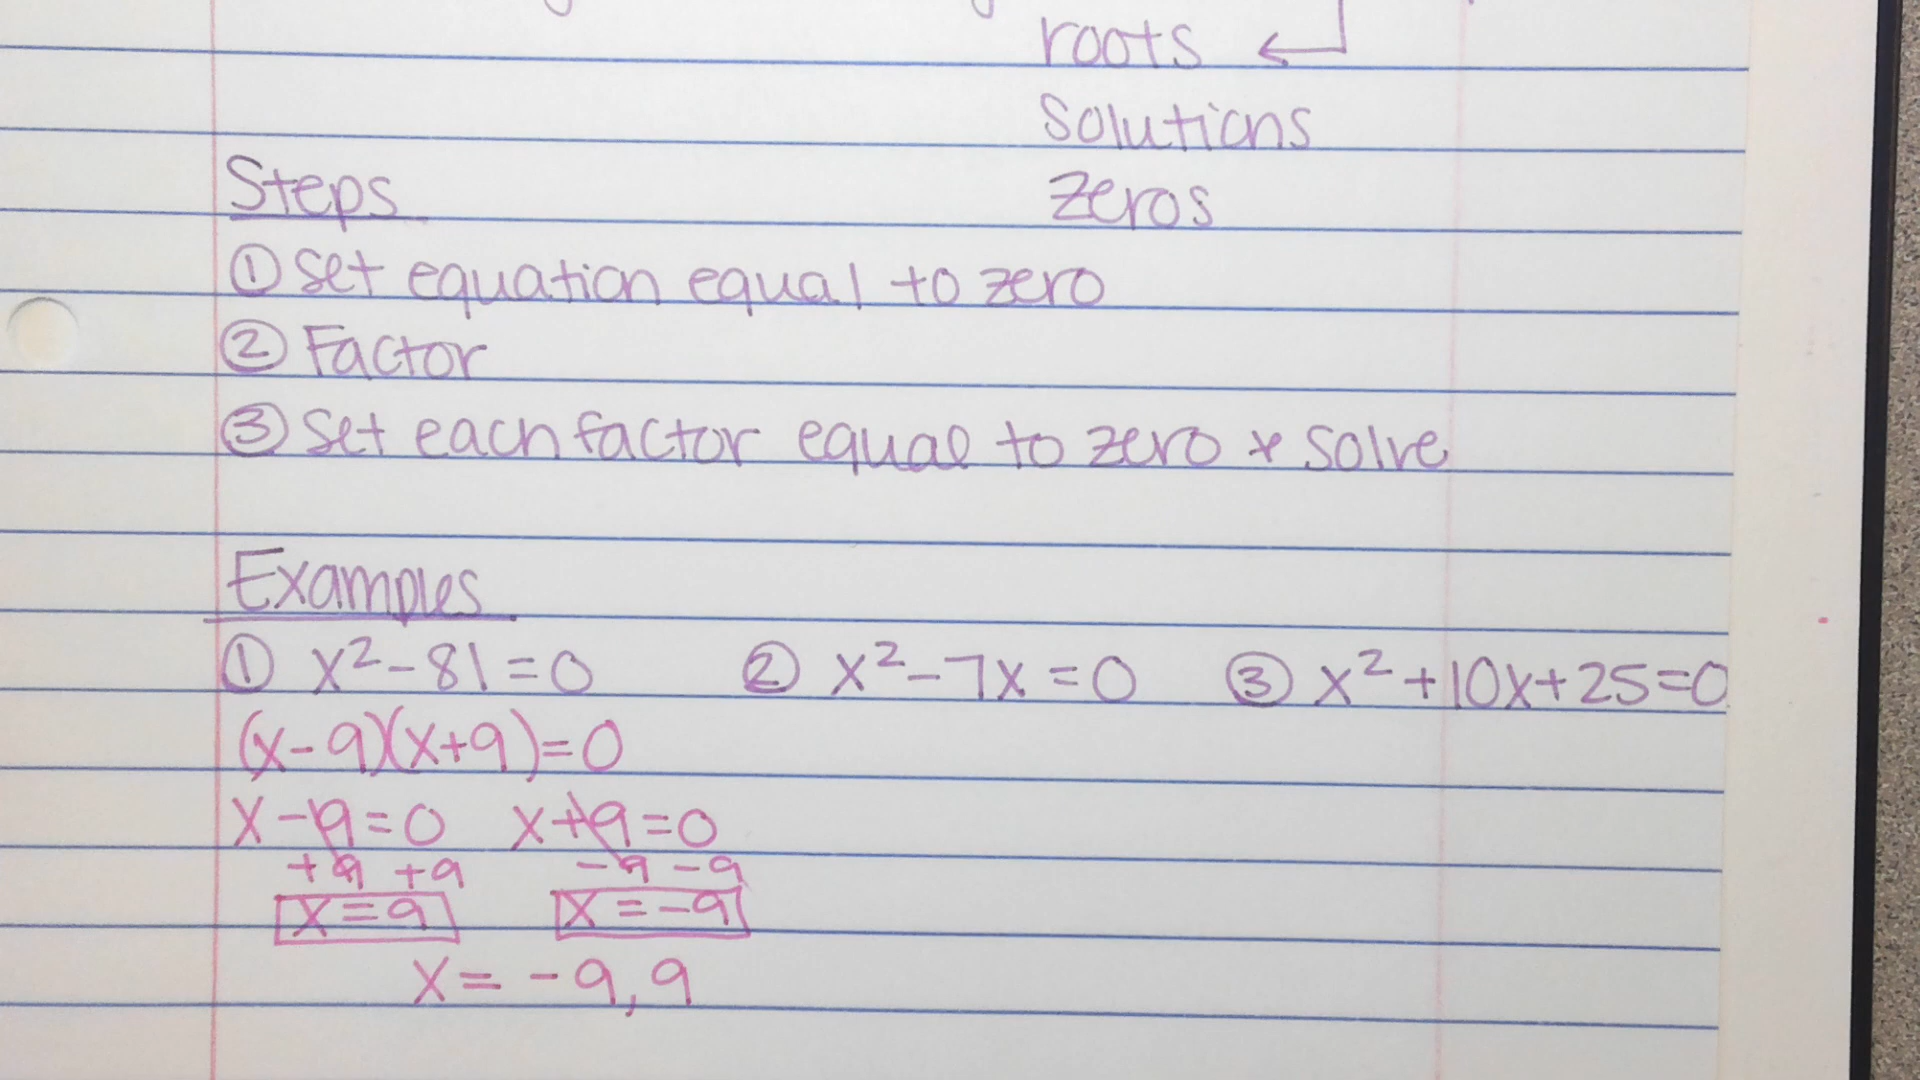 roots ←
solutions
zeros
Steps
① Set equation equal to zero
② Factor
③ Set each factor equal to zero & solve
Examples
① x²-81=0 ② x²-7x=0 ③ x²+10x+25=0
(x-9)(x+9)=0
x-9=0 x+9=0
+9 +9 -9 -9
x=9 x=-9
x=-9,9